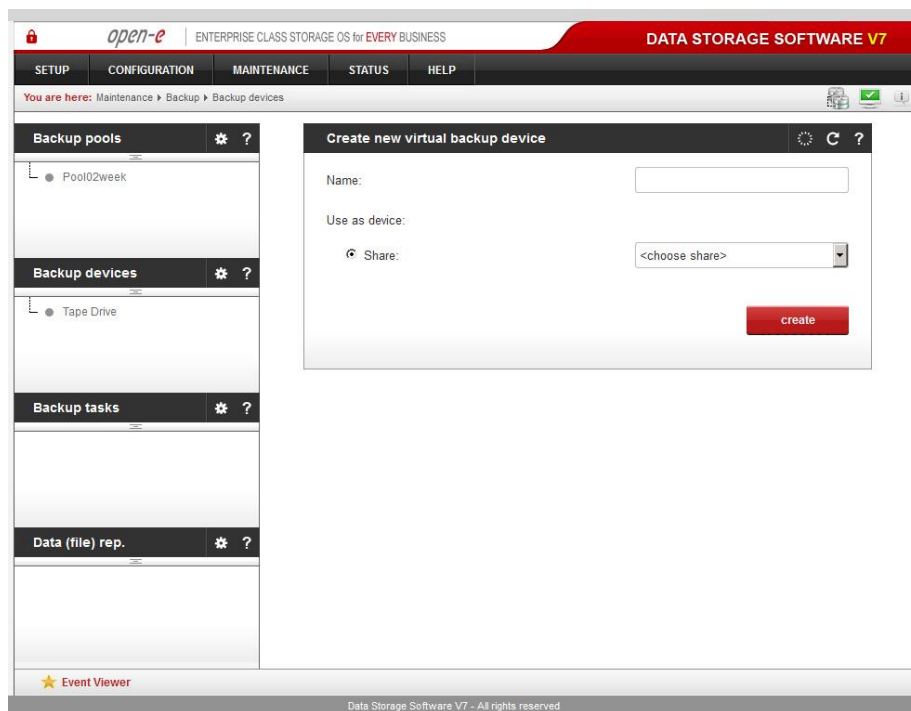 open-e ENTERPRISE CLASS STORAGE OS for EVERY BUSINESS DATA STORAGE SOFTWARE V7
SETUP CONFIGURATION MAINTENANCE STATUS HELP
You are here: Maintenance Backup Backup devices
Backup pools ?
Pool02week
Backup devices ?
Tape Drive
Backup tasks ?
Data (file) rep. ?
Create new virtual backup device ?
Name:
Use as device:
Share: <choose share>
create
Event Viewer
Data Storage Software V7 - All rights reserved